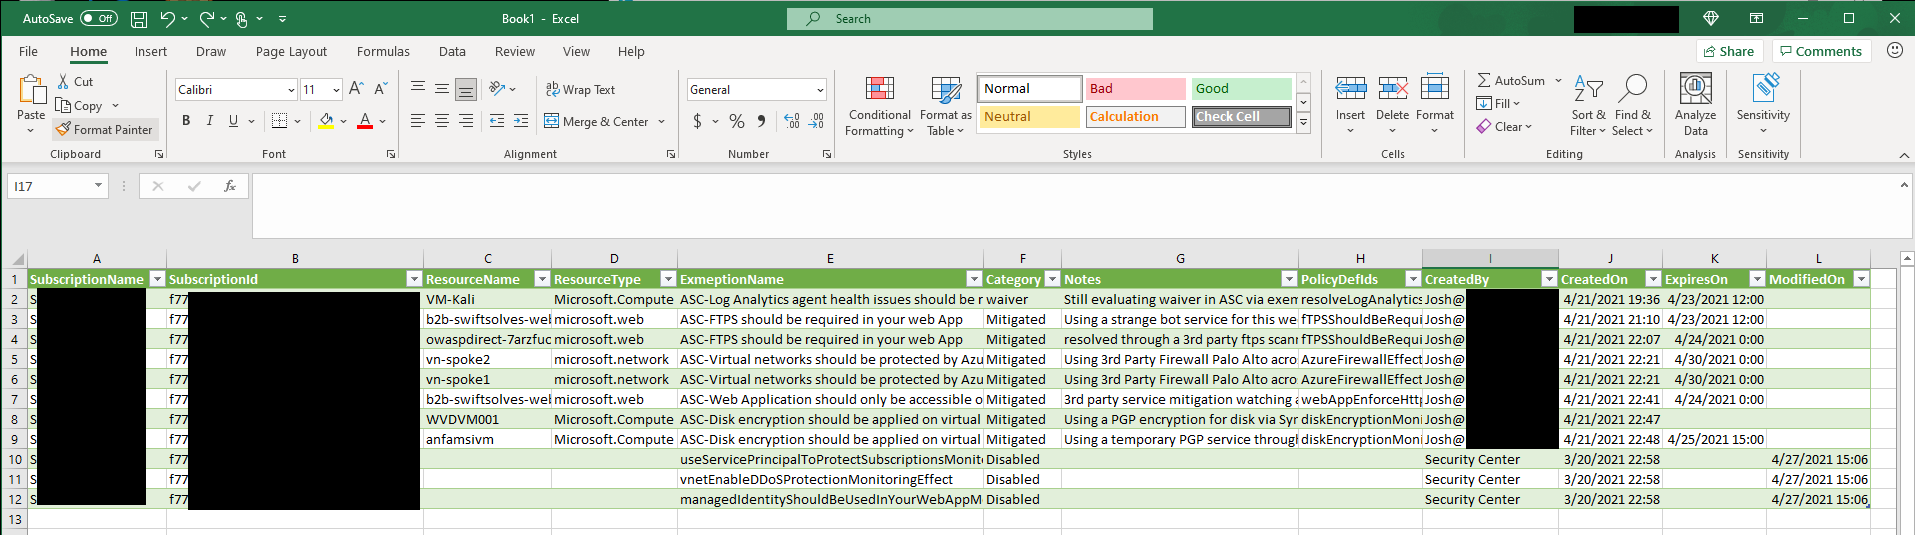 AutoSave Off Book1 - Excel Search
File Home Insert Draw Page Layout Formulas Data Review View Help Share Comments
Cut Calibri 11 Wrap Text General Normal Bad Good AutoSum
Copy Conditional Format as Fill
Paste Format Painter B I U Merge & Center $ % Formatting Table Neutral Calculation Check Cell Insert Delete Format Clear Sort & Filter Find & Select Analyze Data Sensitivity
Clipboard Font Alignment Number Styles Cells Editing Analysis Sensitivity
I17 fx
A B C D E F G H I J K L
1 SubscriptionName SubscriptionId ResourceName ResourceType ExmeptionName Category Notes PolicyDefIds CreatedBy CreatedOn ExpiresOn ModifiedOn
2 S f77 VM-Kali Microsoft.Compute ASC-Log Analytics agent health issues should be r waiver Still evaluating waiver in ASC via exem resolveLogAnalytics Josh@ 4/21/2021 19:36 4/23/2021 12:00
3 S f77 b2b-swiftsolves-wel microsoft.web ASC-FTPS should be required in your web App Mitigated Using a strange bot service for this we fTPSShouldBeRequi Josh@ 4/21/2021 21:10 4/23/2021 12:00
4 S f77 owaspdirect-7arzfuc microsoft.web ASC-FTPS should be required in your web App Mitigated resolved through a 3rd party ftps scann fTPSShouldBeRequi Josh@ 4/21/2021 22:07 4/24/2021 0:00
5 S f77 vn-spoke2 microsoft.network ASC-Virtual networks should be protected by Azu Mitigated Using 3rd Party Firewall Palo Alto acros AzureFirewallEffect Josh@ 4/21/2021 22:21 4/30/2021 0:00
6 S f77 vn-spoke1 microsoft.network ASC-Virtual networks should be protected by Azu Mitigated Using 3rd Party Firewall Palo Alto acros AzureFirewallEffect Josh@ 4/21/2021 22:21 4/30/2021 0:00
7 S f77 b2b-swiftsolves-wel microsoft.web ASC-Web Application should only be accessible o Mitigated 3rd party service mitigation watching a webAppEnforceHttp Josh@ 4/21/2021 22:41 4/24/2021 0:00
8 S f77 WVDVM001 Microsoft.Compute ASC-Disk encryption should be applied on virtual Mitigated Using a PGP encryption for disk via Syr diskEncryptionMoni Josh@ 4/21/2021 22:47
9 S f77 anfamsivm Microsoft.Compute ASC-Disk encryption should be applied on virtual Mitigated Using a temporary PGP service through diskEncryptionMoni Josh@ 4/21/2021 22:48 4/25/2021 15:00
10 S f77 useServicePrincipalToProtectSubscriptionsMonito Disabled Security Center 3/20/2021 22:58 4/27/2021 15:06
11 S f77 vnetEnableDDoSProtectionMonitoringEffect Disabled Security Center 3/20/2021 22:58 4/27/2021 15:06
12 S f77 managedIdentityShouldBeUsedInYourWebAppM Disabled Security Center 3/20/2021 22:58 4/27/2021 15:06
13